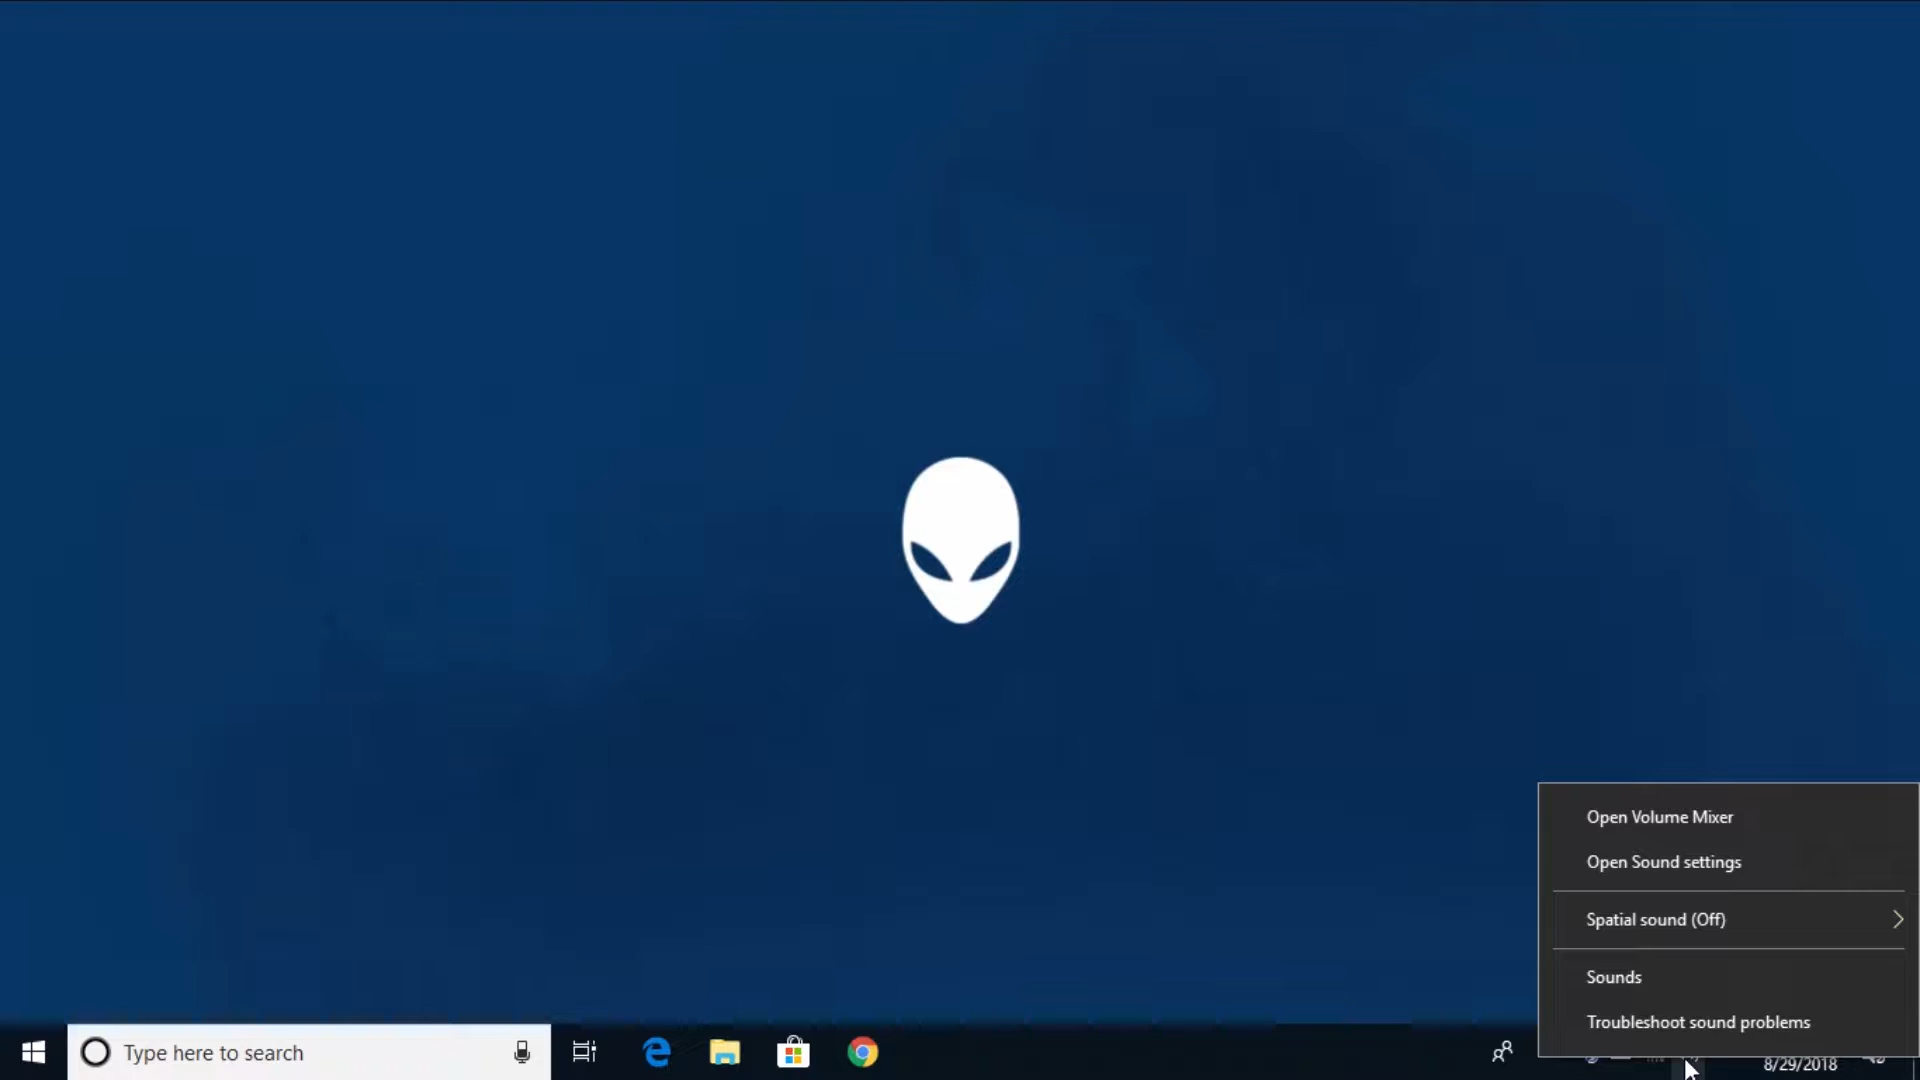 Open Volume Mixer
Open Sound settings
Spatial sound (Off)
Sounds
Troubleshoot sound problems
Type here to search
8/29/2018